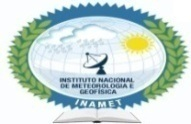 INSTITUTO NACIONAL
DE METEOROLOGIA E
GEOFÍSICA
INAMET